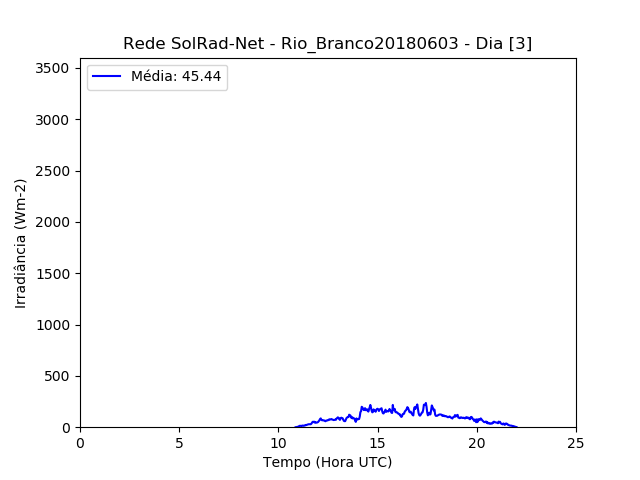 Rede SolRad-Net - Rio_Branco20180603 - Dia [3]
Média: 45.44
Irradiância (Wm-2)
3500
3000
2500
2000
1500
1000
500
0
0 5 10 15 20 25
Tempo (Hora UTC)